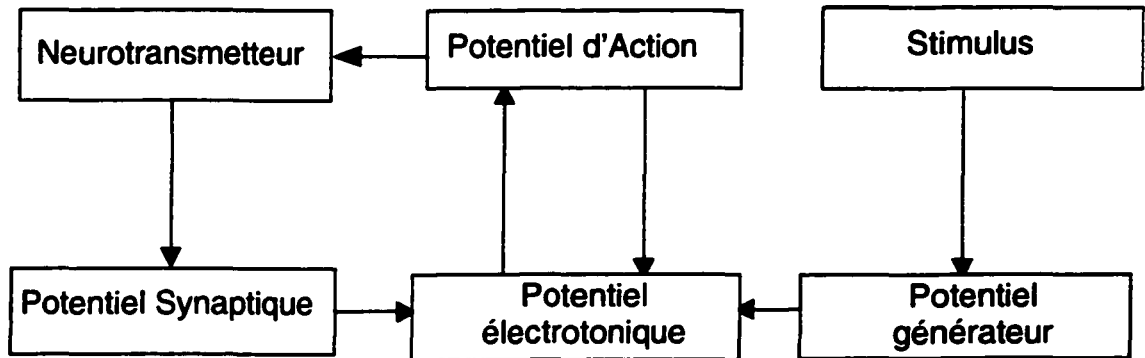 Neurotransmetteur
Potentiel d'Action
Stimulus
Potentiel Synaptique
Potentiel
électrotonique
Potentiel
générateur